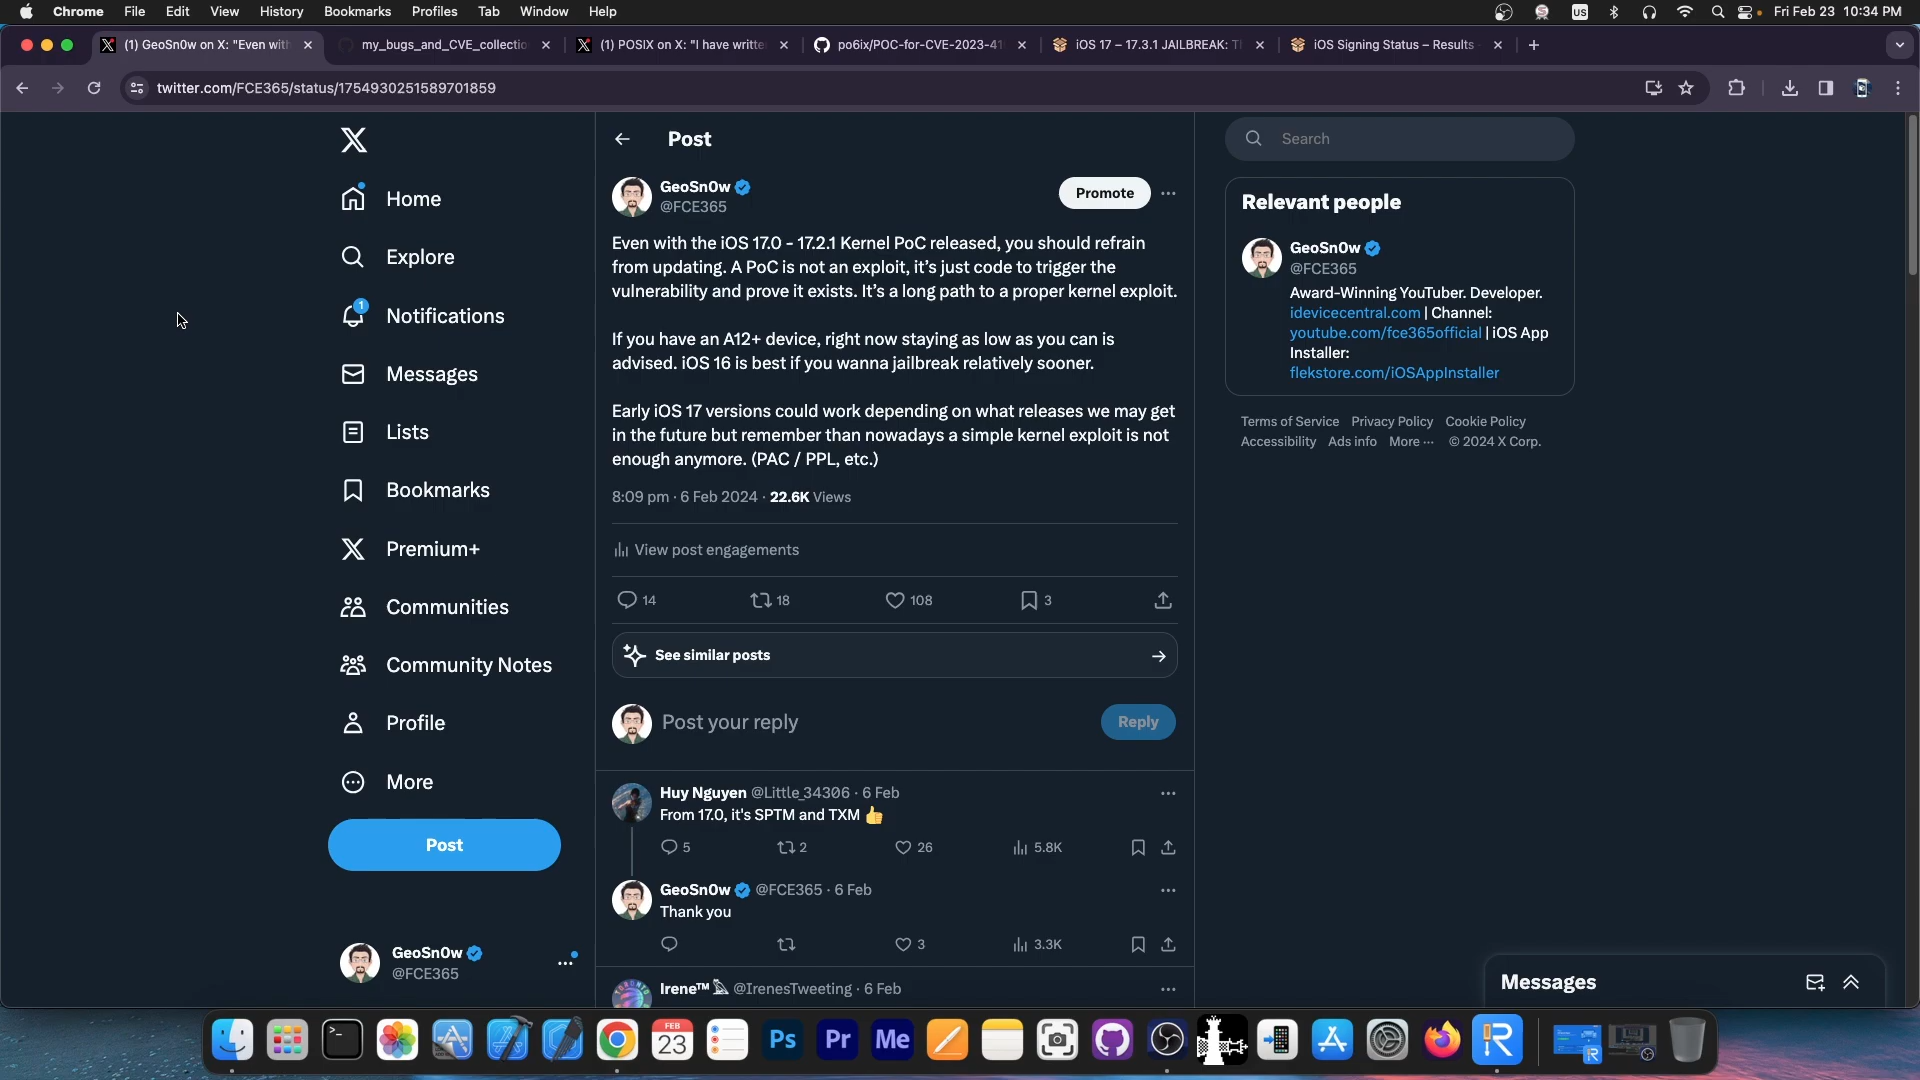 Chrome File Edit View History Bookmarks Profiles Tab Window Help
US
Fri Feb 23 10:34 PM
(1) GeoSn0w on X: "Even with
my_bugs_and_CVE_collectio
(1) POSIX on X: "I have writte
po6ix/POC-for-CVE-2023-41
iOS 17 – 17.3.1 JAILBREAK: T
iOS Signing Status – Results
twitter.com/FCE365/status/1754930251589701859
Home
Explore
1
Notifications
Messages
Lists
Bookmarks
Premium+
Communities
Community Notes
Profile
More
Post
GeoSn0w
@FCE365
Post
GeoSn0w
@FCE365
Promote
Even with the iOS 17.0 - 17.2.1 Kernel PoC released, you should refrain
from updating. A PoC is not an exploit, it's just code to trigger the
vulnerability and prove it exists. It's a long path to a proper kernel exploit.
If you have an A12+ device, right now staying as low as you can is
advised. iOS 16 is best if you wanna jailbreak relatively sooner.
Early iOS 17 versions could work depending on what releases we may get
in the future but remember than nowadays a simple kernel exploit is not
enough anymore. (PAC / PPL, etc.)
8:09 pm · 6 Feb 2024 · 22.6K Views
View post engagements
14 18 108 3
See similar posts
Post your reply
Reply
Huy Nguyen @Little_34306 · 6 Feb
From 17.0, it's SPTM and TXM 👍
5 2 26 5.8K
GeoSn0w @FCE365 · 6 Feb
Thank you
3 3.3K
Irene™ @IrenesTweeting · 6 Feb
Search
Relevant people
GeoSn0w
@FCE365
Award-Winning YouTuber. Developer.
idevicecentral.com | Channel:
youtube.com/fce365official | iOS App
Installer:
flekstore.com/iOSAppInstaller
Terms of Service Privacy Policy Cookie Policy
Accessibility Ads info More ··· © 2024 X Corp.
Messages
FEB
23
Ps Pr Me